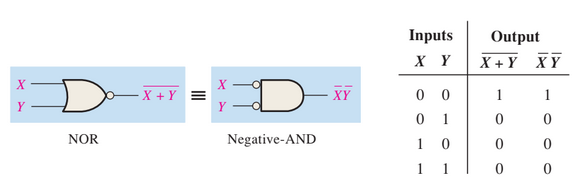 X
Y
X̅ ̅+̅ ̅Y̅
≡
X
Y
X̅Y̅
NOR
Negative-AND
Inputs Output
X Y X̅ ̅+̅ ̅Y̅ X̅ Y̅
0 0 1 1
0 1 0 0
1 0 0 0
1 1 0 0